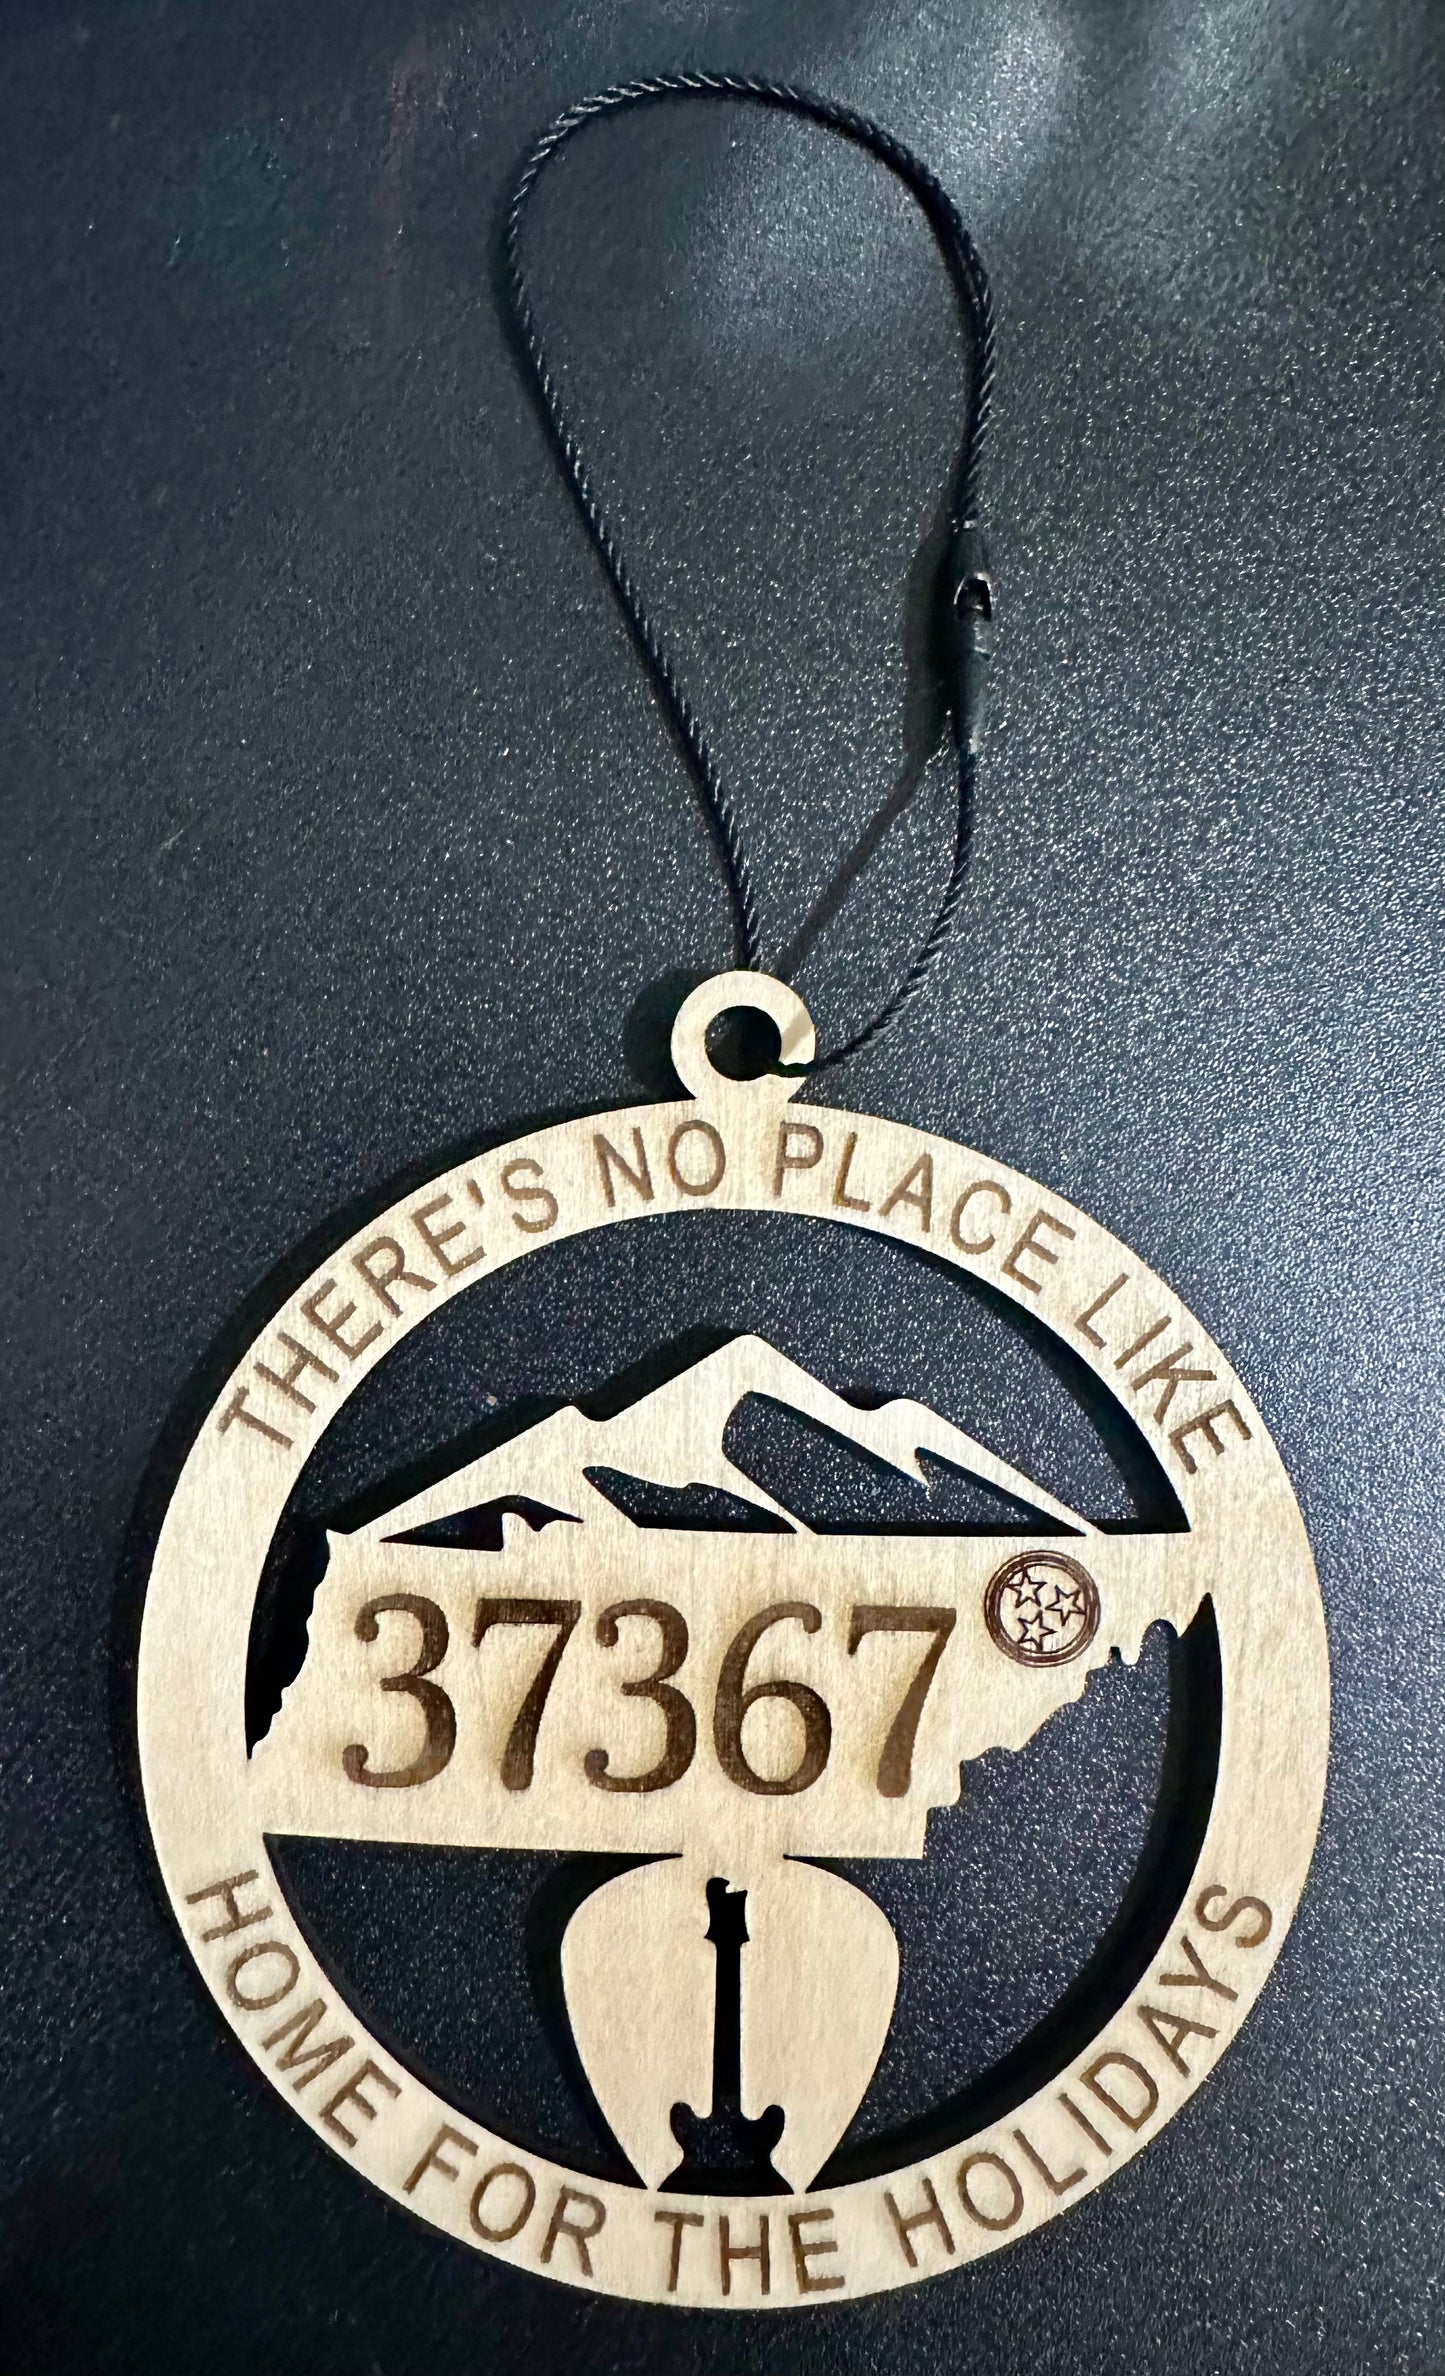 THERE'S NO PLACE LIKE
37367
HOME FOR THE HOLIDAYS